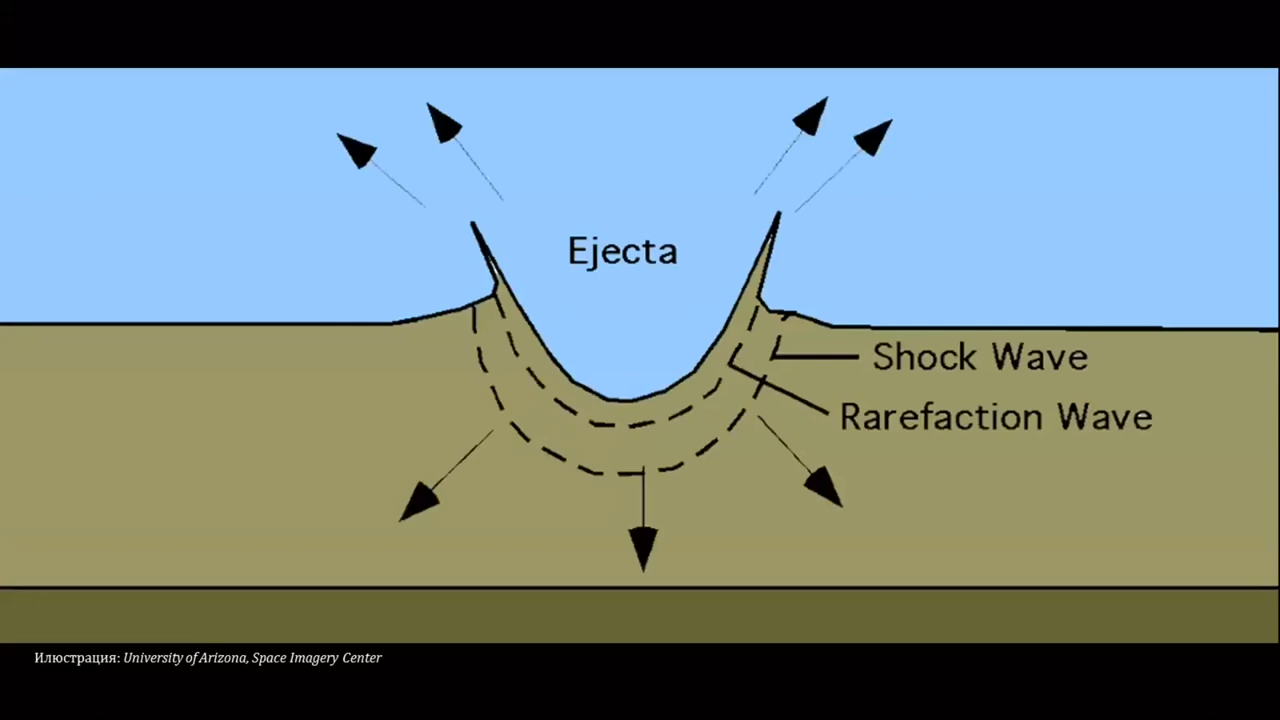 Ejecta
Shock Wave
Rarefaction Wave
Илюстрация: University of Arizona, Space Imagery Center